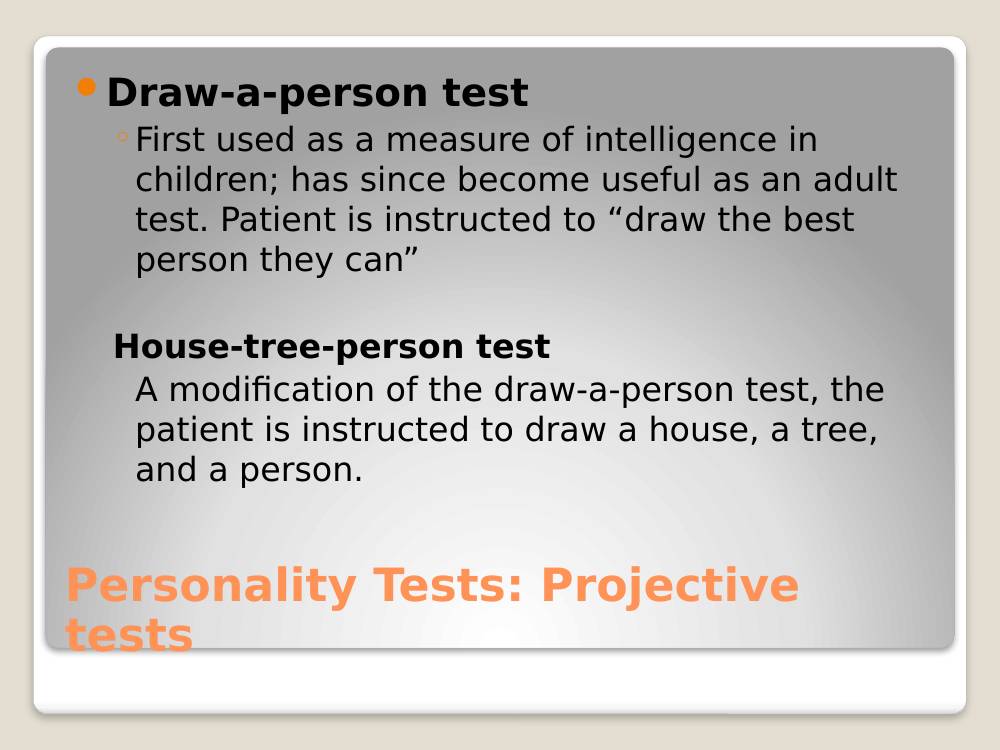 Draw-a-person test
First used as a measure of intelligence in
children; has since become useful as an adult
test. Patient is instructed to “draw the best
person they can”
House-tree-person test
A modification of the draw-a-person test, the
patient is instructed to draw a house, a tree,
and a person.
Personality Tests: Projective
tests